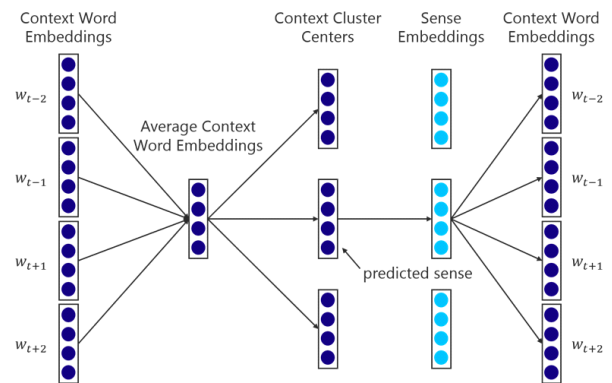 Context Word
Embeddings
Context Cluster
Centers
Sense
Embeddings
Context Word
Embeddings
w_{t−2}
w_{t−2}
Average Context
Word Embeddings
w_{t−1}
w_{t−1}
w_{t+1}
w_{t+1}
predicted sense
w_{t+2}
w_{t+2}